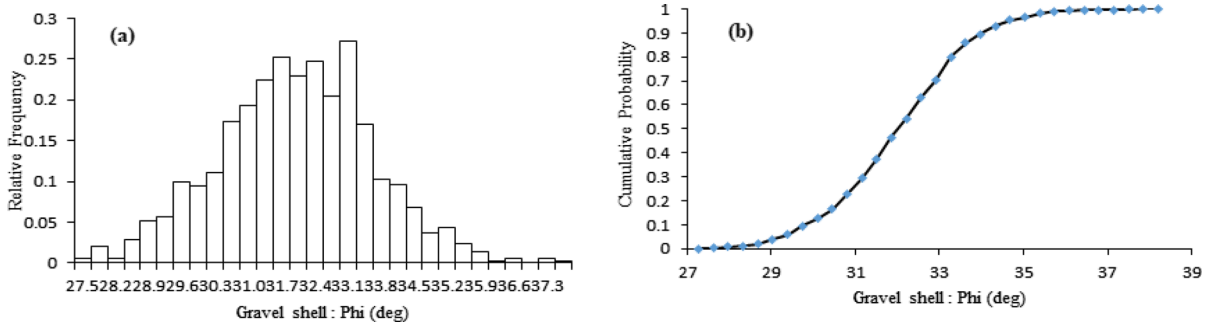 (a)
Relative Frequency
0.3
0.25
0.2
0.15
0.1
0.05
0
27.528.228.929.630.331.031.732.433.133.834.535.235.936.637.3
Gravel shell : Phi (deg)
(b)
Cumulative Probability
1
0.9
0.8
0.7
0.6
0.5
0.4
0.3
0.2
0.1
0
27 29 31 33 35 37 39
Gravel shell : Phi (deg)